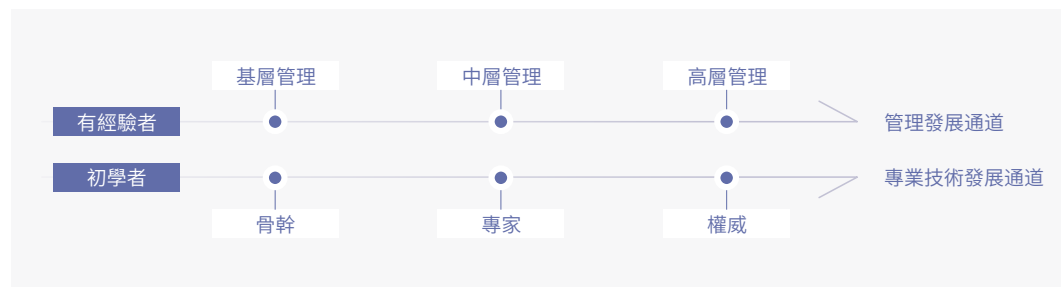 基層管理
中層管理
高層管理
有經驗者
管理發展通道
初學者
專業技術發展通道
骨幹
專家
權威